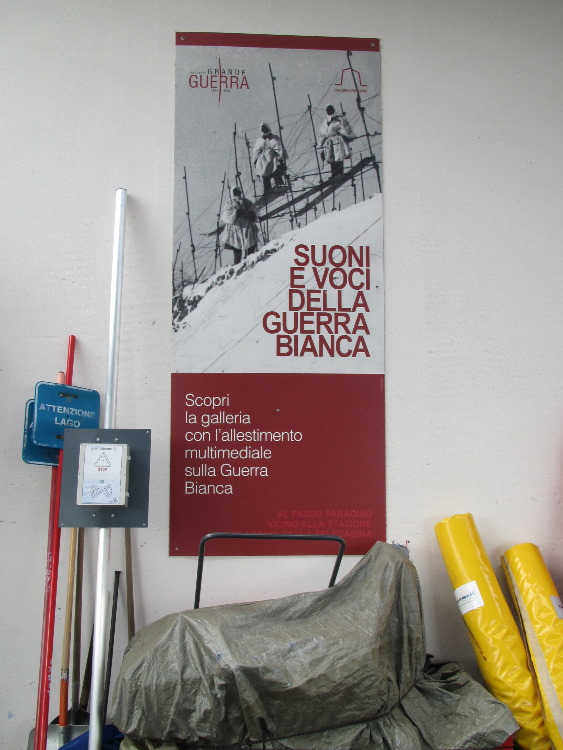 GRANDE
GUERRA
SUONI
E VOCI
DELLA
GUERRA
BIANCA
Scopri
la galleria
con l'allestimento
multimediale
sulla Guerra
Bianca
AL PASSO PARADISO
VICINO ALLA STAZIONE
ATTENZIONE
LAGO
STOP